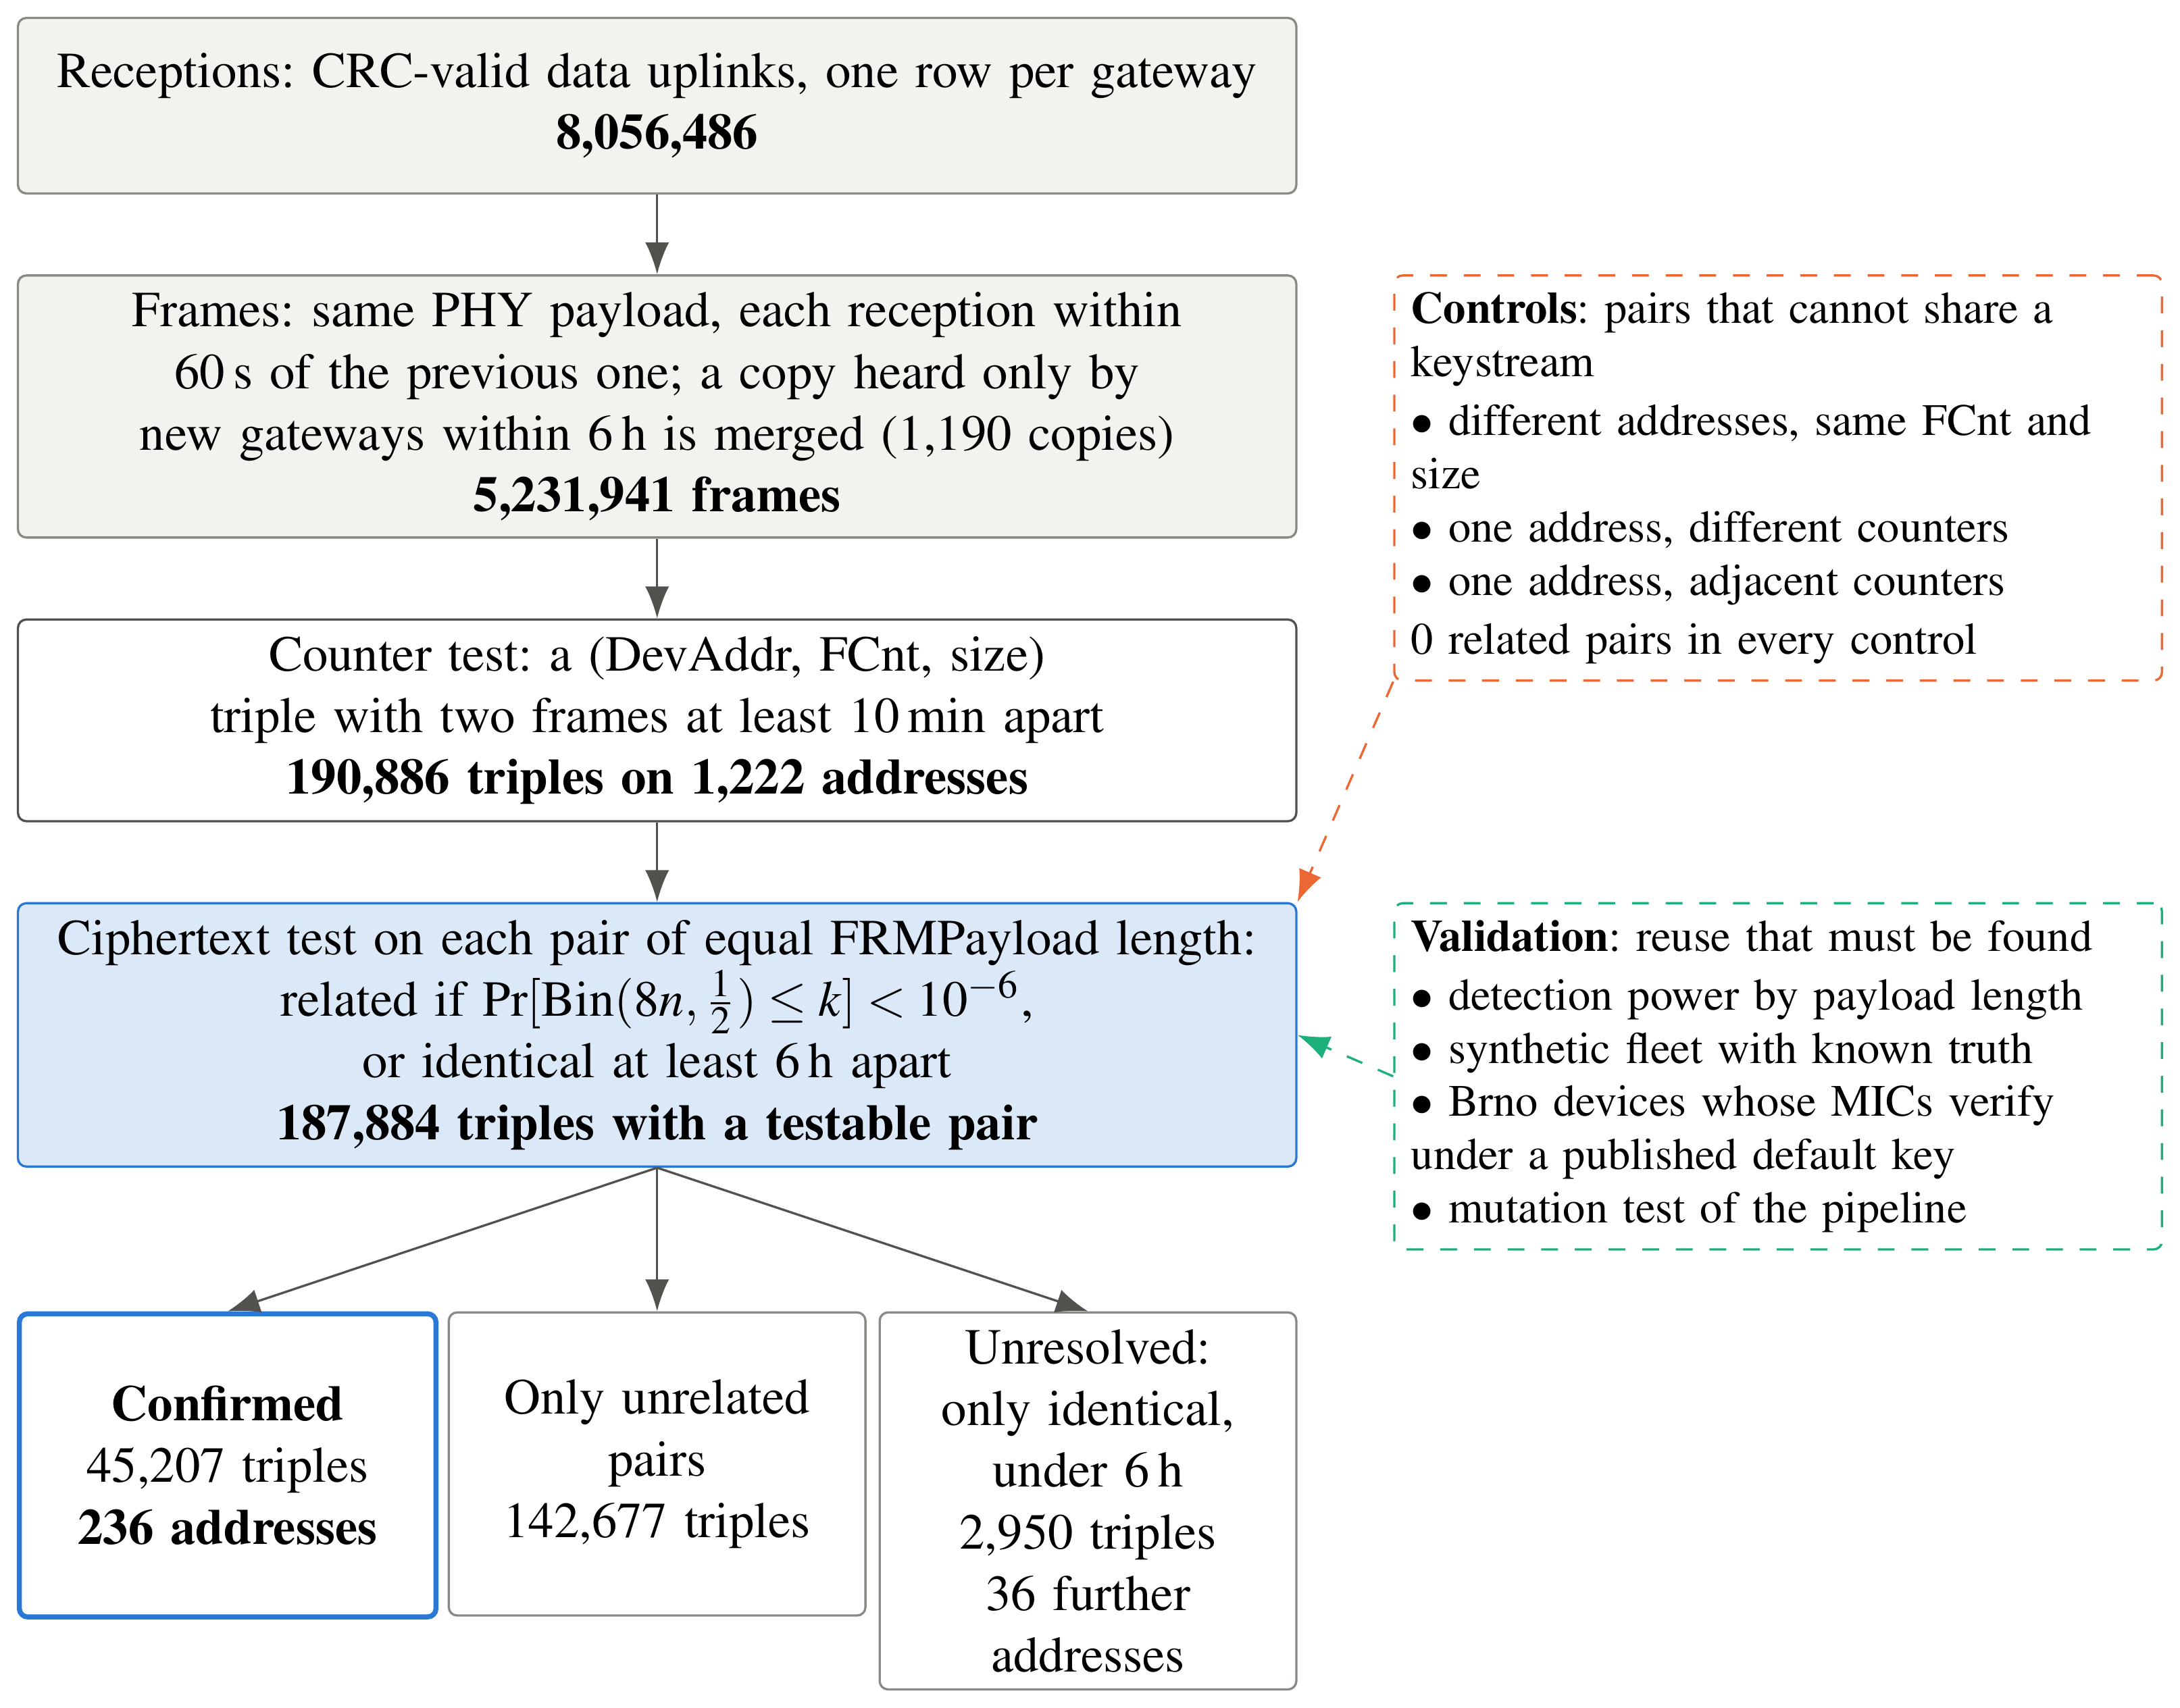 Receptions: CRC-valid data uplinks, one row per gateway
8,056,486
Frames: same PHY payload, each reception within
60 s of the previous one; a copy heard only by
new gateways within 6 h is merged (1,190 copies)
5,231,941 frames
Counter test: a (DevAddr, FCnt, size)
triple with two frames at least 10 min apart
190,886 triples on 1,222 addresses
Ciphertext test on each pair of equal FRMPayload length:
related if Pr[Bin(8n, 1/2) ≤ k] < 10⁻⁶,
or identical at least 6 h apart
187,884 triples with a testable pair
Confirmed
45,207 triples
236 addresses
Only unrelated
pairs
142,677 triples
Unresolved:
only identical,
under 6 h
2,950 triples
36 further
addresses
Controls: pairs that cannot share a
keystream
• different addresses, same FCnt and
size
• one address, different counters
• one address, adjacent counters
0 related pairs in every control
Validation: reuse that must be found
• detection power by payload length
• synthetic fleet with known truth
• Brno devices whose MICs verify
under a published default key
• mutation test of the pipeline